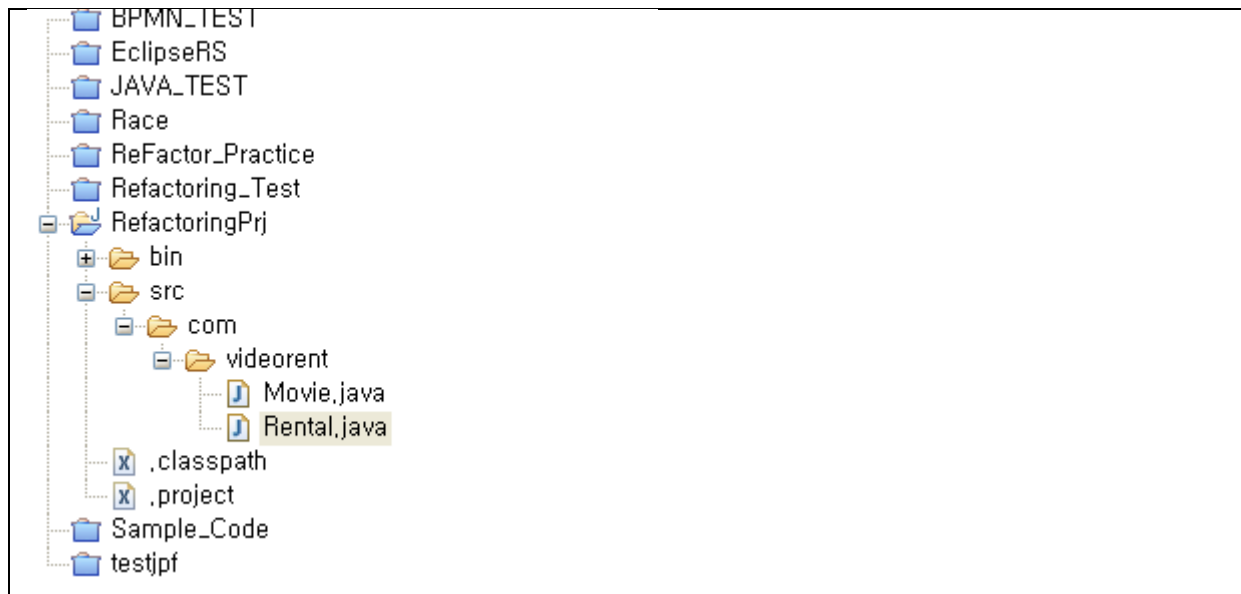 BPMN_TEST
EclipseRS
JAVA_TEST
Race
ReFactor_Practice
Refactoring_Test
RefactoringPrj
bin
src
com
videorent
Movie.java
Rental.java
.classpath
.project
Sample_Code
testjpf